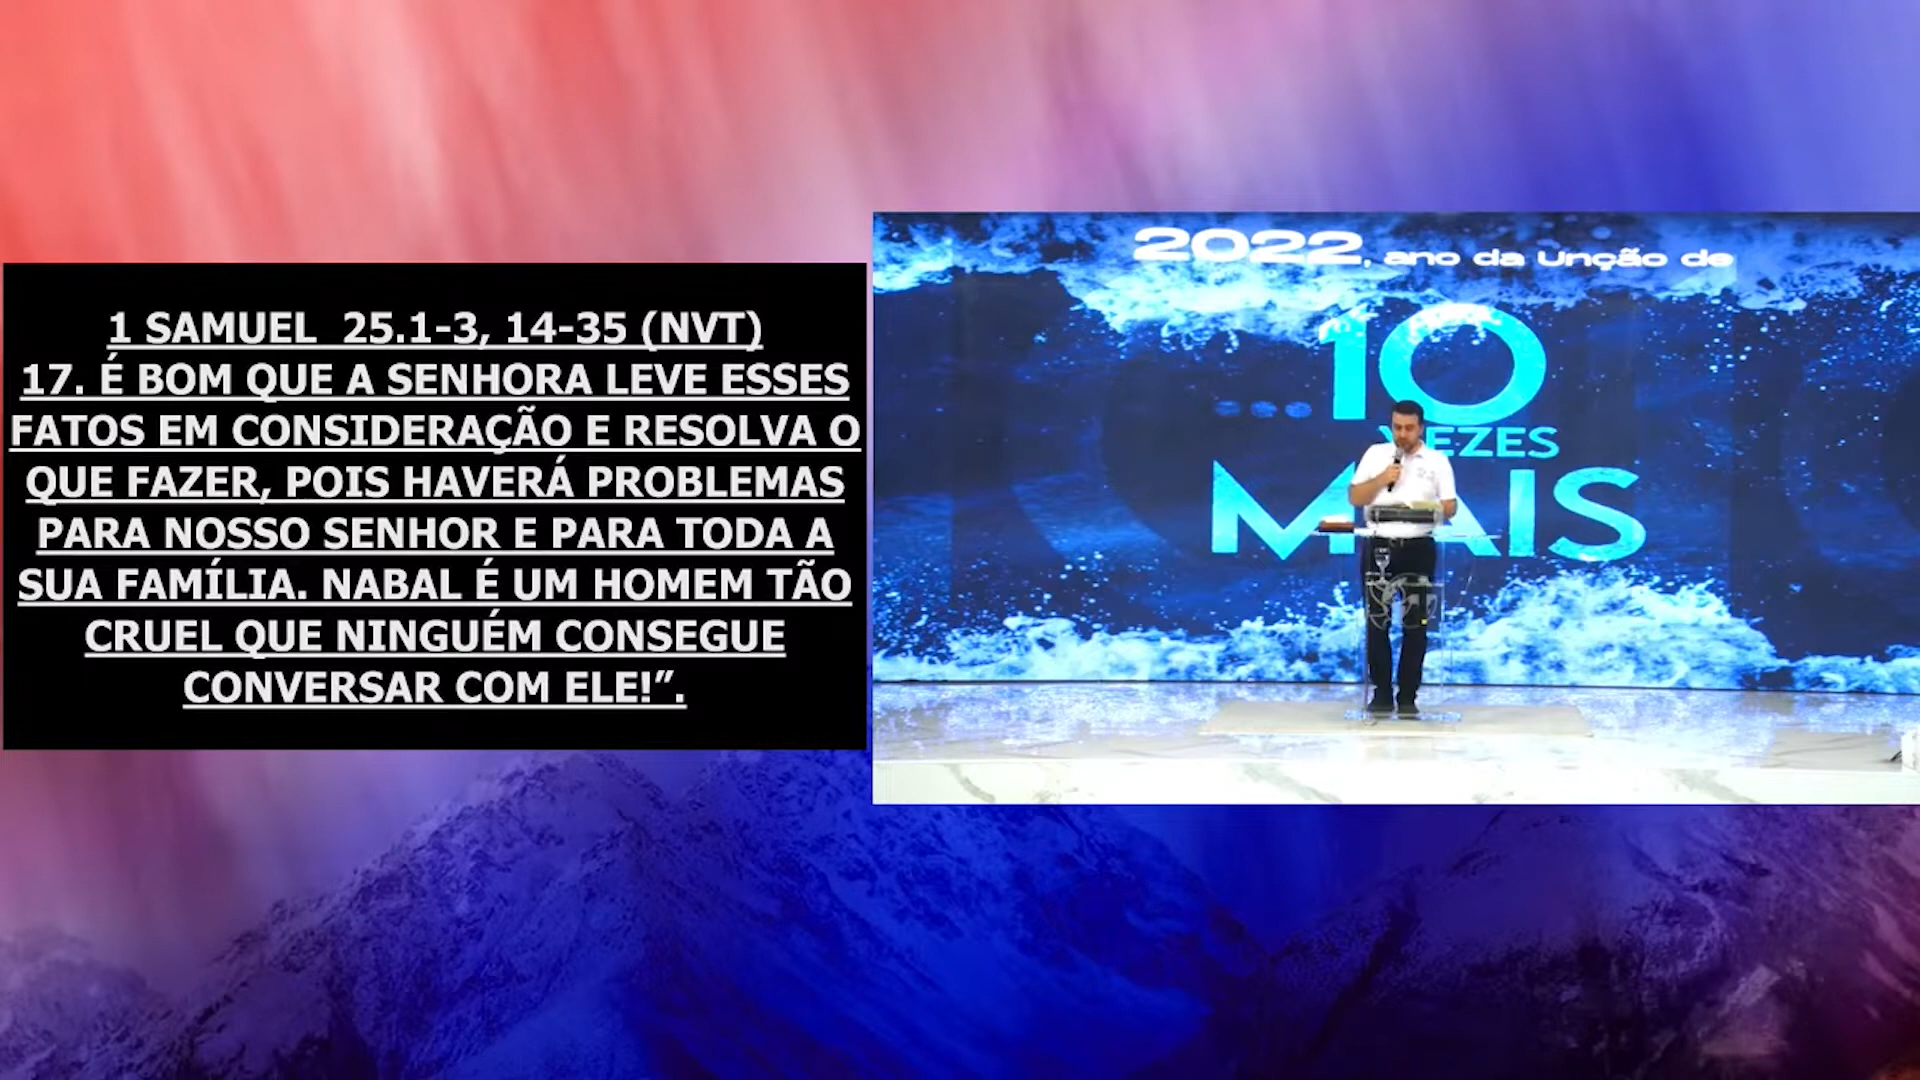 1 SAMUEL  25.1-3, 14-35 (NVT)
17. É BOM QUE A SENHORA LEVE ESSES
FATOS EM CONSIDERAÇÃO E RESOLVA O
QUE FAZER, POIS HAVERÁ PROBLEMAS
PARA NOSSO SENHOR E PARA TODA A
SUA FAMÍLIA. NABAL É UM HOMEM TÃO
CRUEL QUE NINGUÉM CONSEGUE
CONVERSAR COM ELE!”.
2022, ano da Unção de
...10
VEZES
MAIS